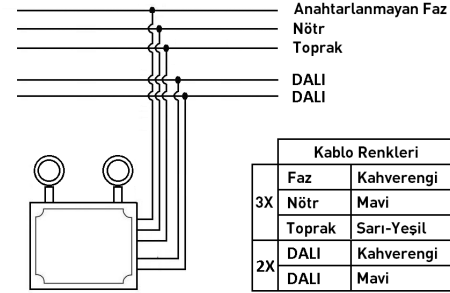 Anahtarlanmayan Faz
Nötr
Toprak
DALI
DALI
Kablo Renkleri
3X
Faz Kahverengi
Nötr Mavi
Toprak Sarı-Yeşil
2X
DALI Kahverengi
DALI Mavi